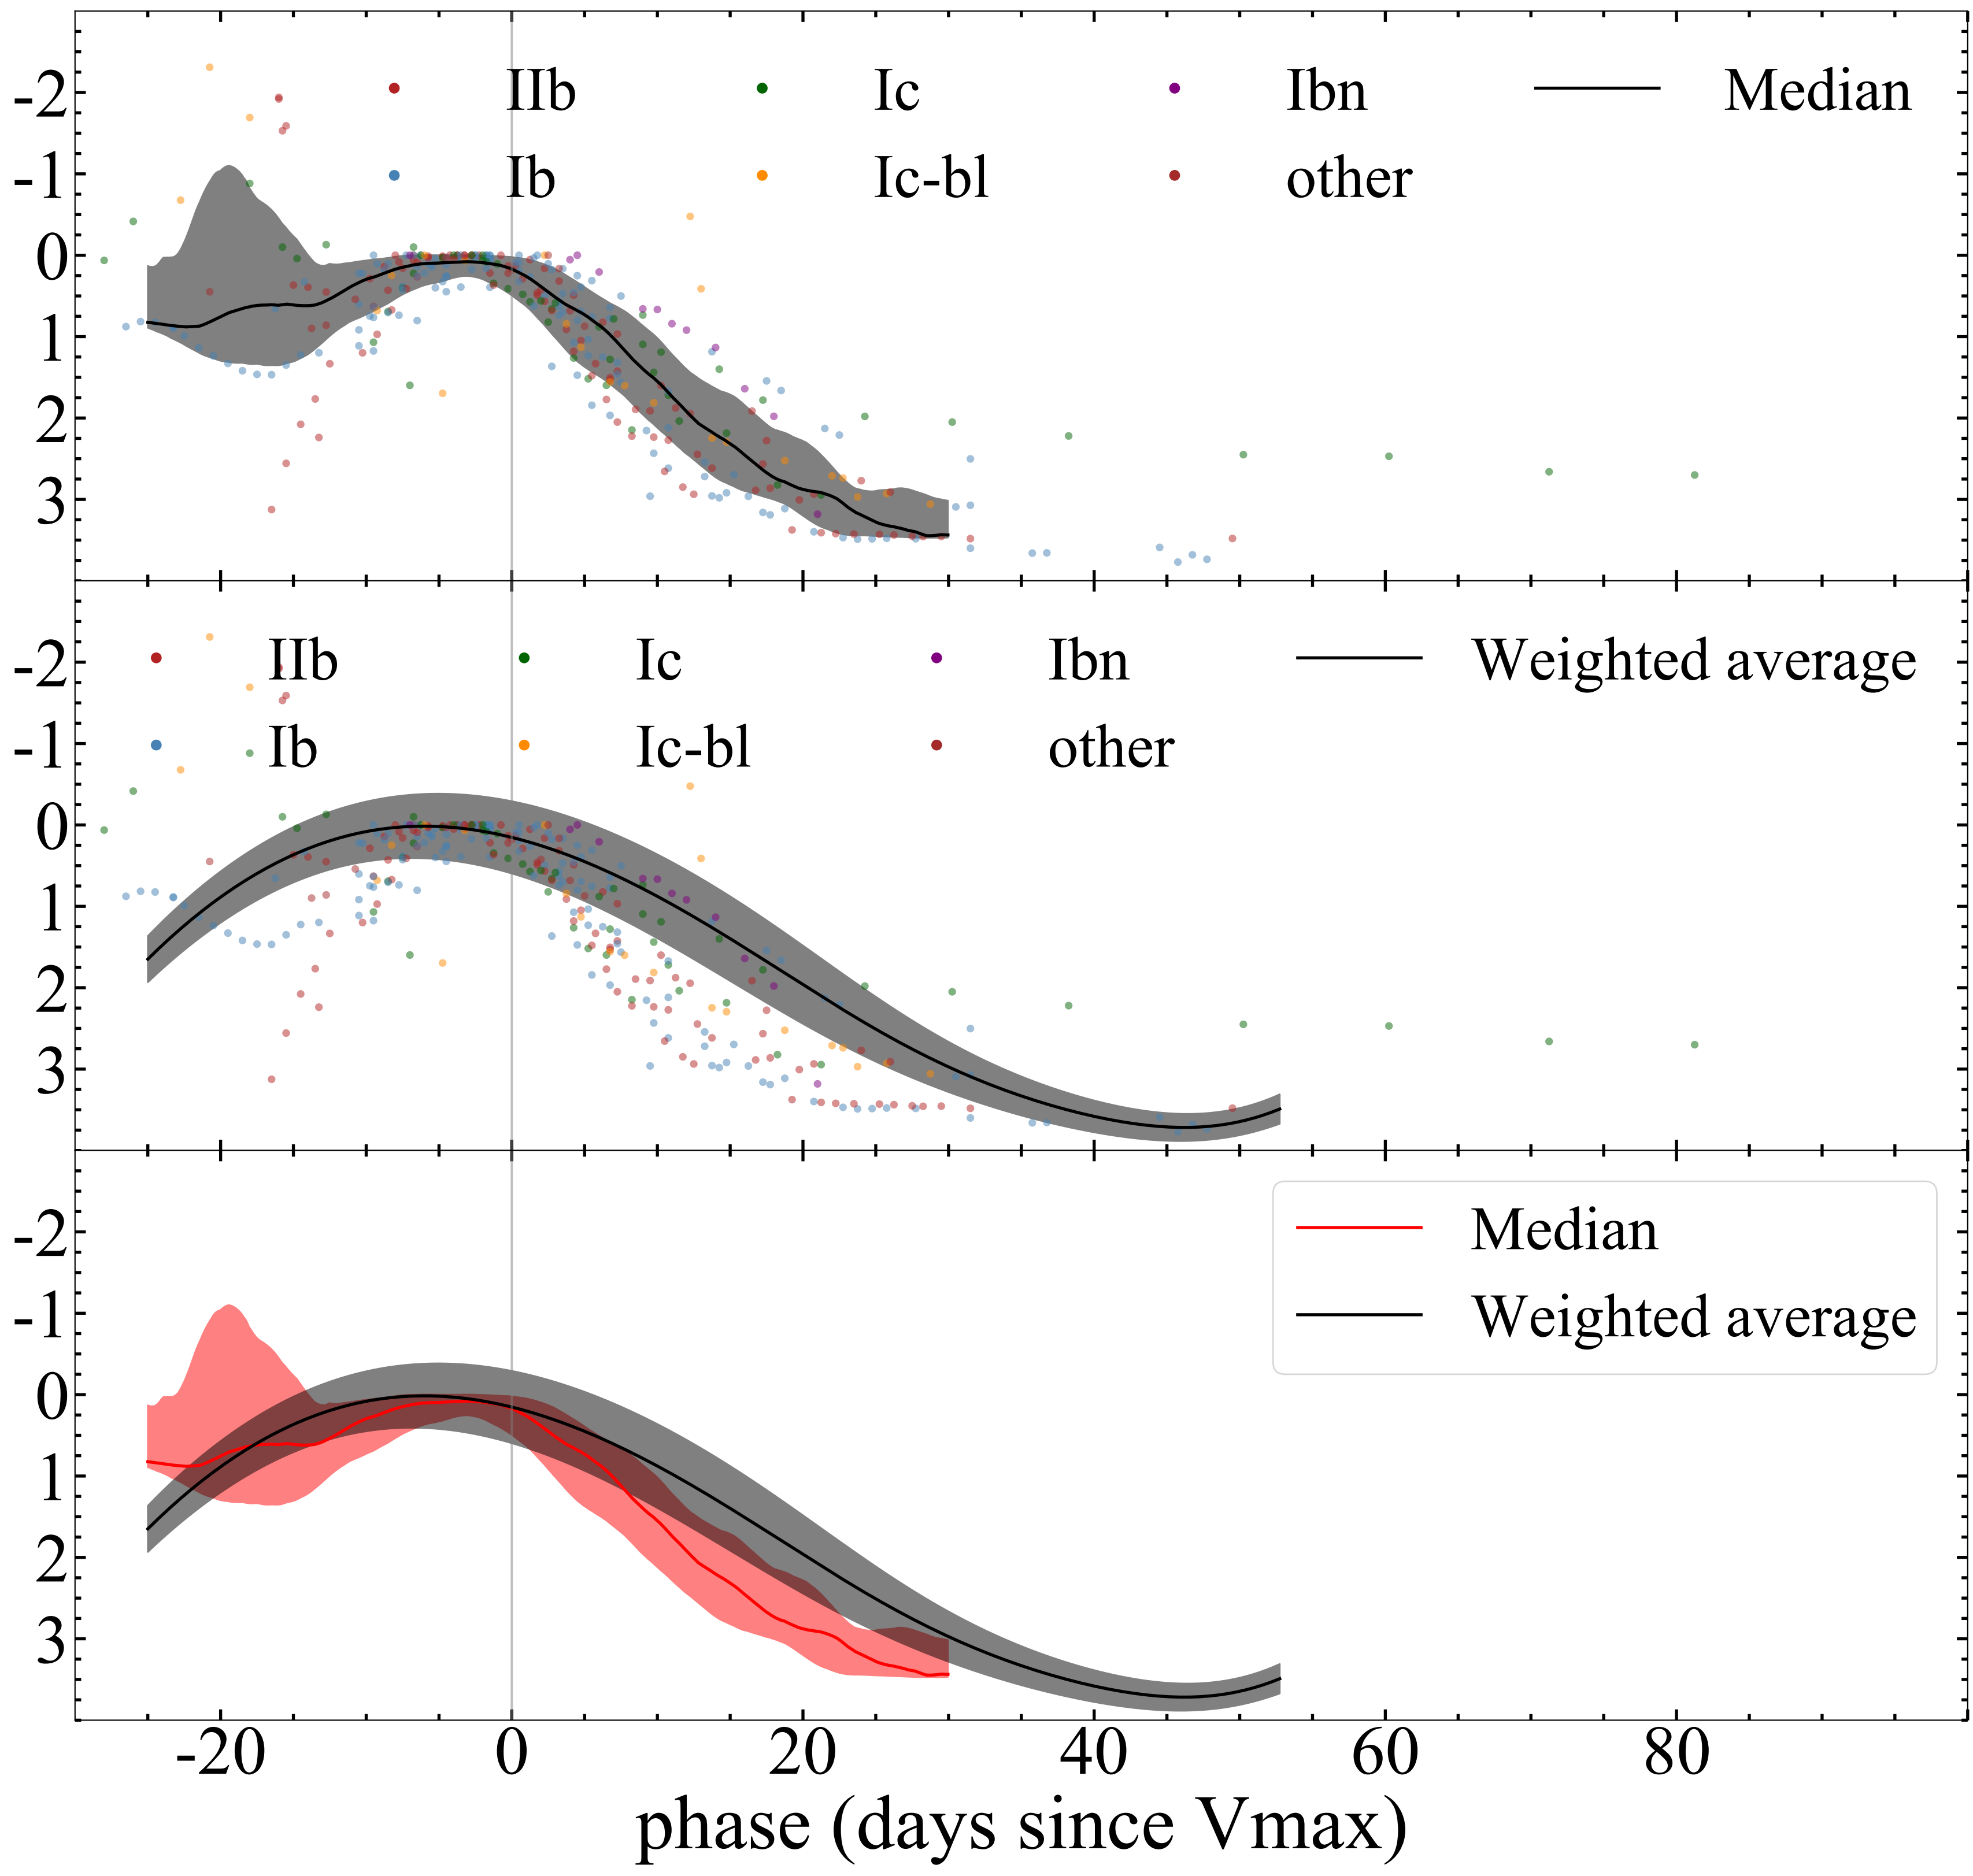 IIb Ic Ibn Median
-2
-1
Ib Ic-bl other
0
1
2
3
IIb Ic Ibn Weighted average
-2
-1
Ib Ic-bl other
0
1
2
3
Median
-2
-1
Weighted average
0
1
2
3
-20 0 20 40 60 80
phase (days since Vmax)